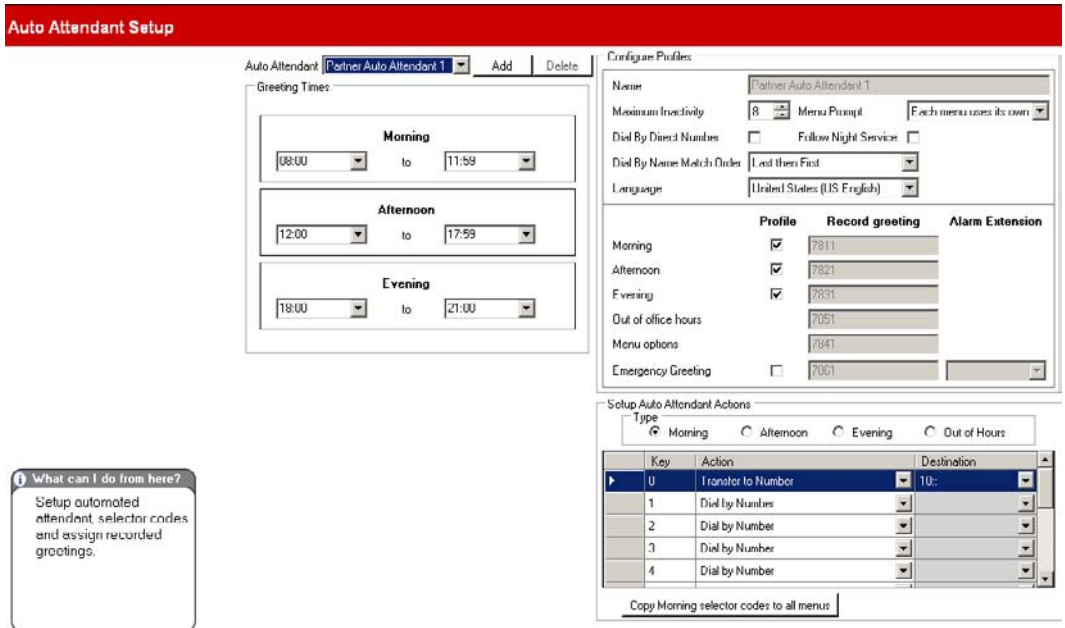 Auto Attendant Setup
Auto Attendant Partner Auto Attendant 1 Add Delete
Greeting Times
Morning
08:00 to 11:59
Afternoon
12:00 to 17:59
Evening
18:00 to 21:00
Configure Profiles
Name Partner Auto Attendant 1
Maximum Inactivity 8 Menu Prompt Each menu uses its own
Dial By Direct Number Follow Night Service
Dial By Name Match Order Last then First
Language United States (US English)
Profile Record greeting Alarm Extension
Morning 7811
Afternoon 7821
Evening 7831
Out of office hours 7051
Menu options 7841
Emergency Greeting 7061
Setup Auto Attendant Actions
Type
Morning Afternoon Evening Out of Hours
Key Action Destination
0 Transfer to Number 10::
1 Dial by Number
2 Dial by Number
3 Dial by Number
4 Dial by Number
Copy Morning selector codes to all menus
What can I do from here?
Setup automated
attendant, selector codes
and assign recorded
greetings.